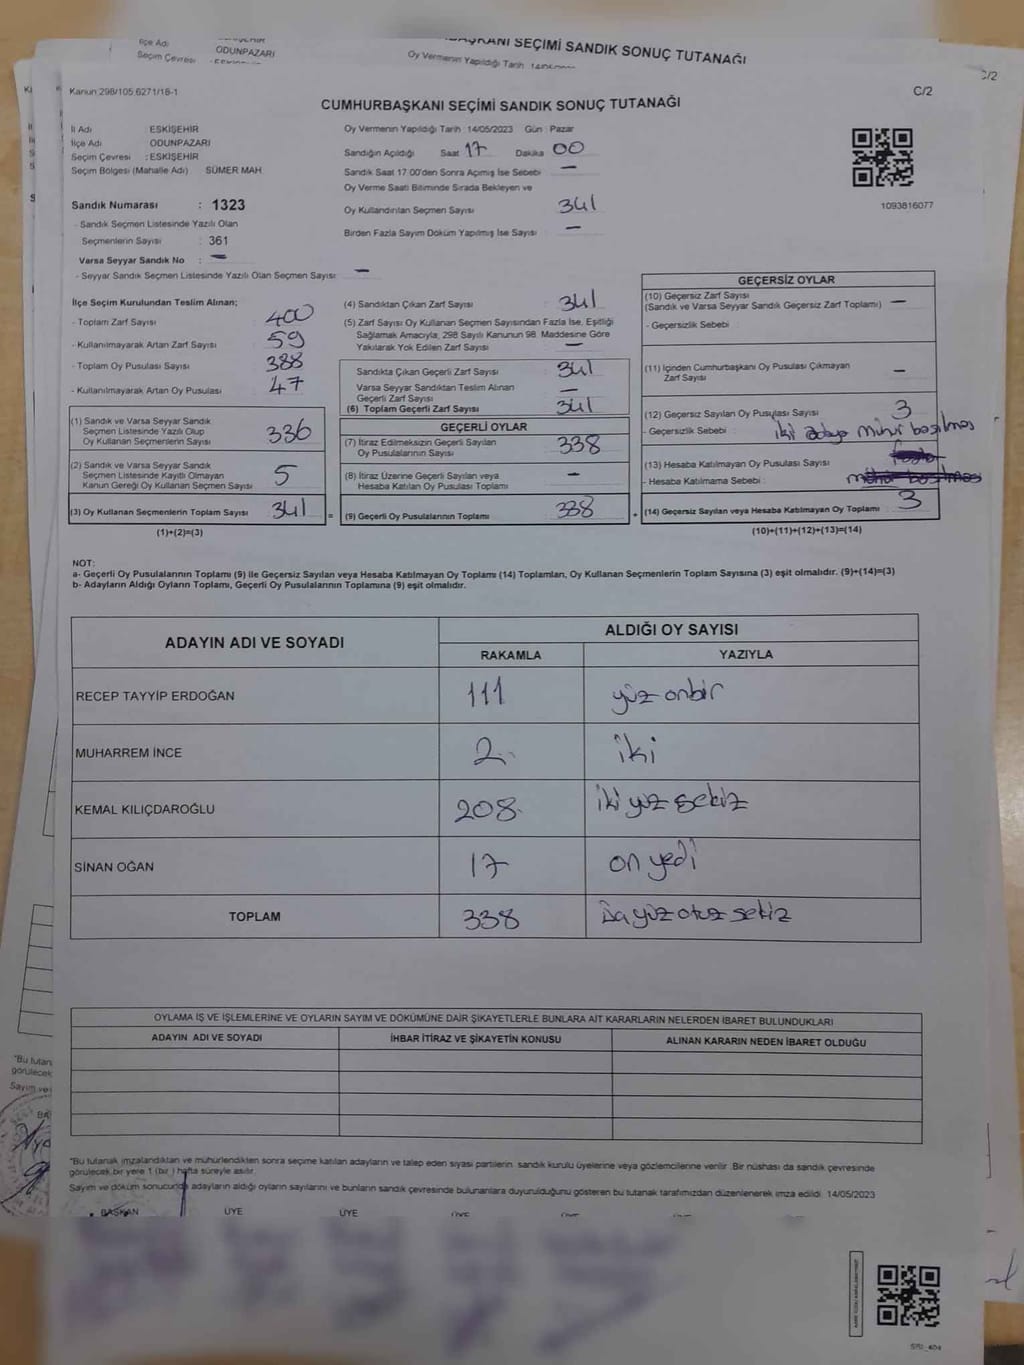 İlçe Adı
ODUNPAZARI
Seçim Çevresi
BAŞKANI SEÇİMİ SANDIK SONUÇ TUTANAĞI
Oy Vermenin Yapıldığı Tarih
C/2
Kanun 298/105,6271/18-1
C/2
CUMHURBAŞKANI SEÇİMİ SANDIK SONUÇ TUTANAĞI
İl Adı : ESKİŞEHİR
İlçe Adı : ODUNPAZARI
Seçim Çevresi : ESKİŞEHİR
Seçim Bölgesi (Mahalle Adı) SÜMER MAH
Sandık Numarası : 1323
- Sandık Seçmen Listesinde Yazılı Olan
Seçmenlerin Sayısı : 361
Varsa Seyyar Sandık No : —
- Seyyar Sandık Seçmen Listesinde Yazılı Olan Seçmen Sayısı : —
Oy Vermenin Yapıldığı Tarih : 14/05/2023 Gün : Pazar
Sandığın Açıldığı Saat 17 Dakika 00
Sandık Saat 17:00'den Sonra Açılmış İse Sebebi —
Oy Verme Saati Bitiminde Sırada Bekleyen ve
Oy Kullandırılan Seçmen Sayısı 341
Birden Fazla Sayım Döküm Yapılmış İse Sayısı —
1093816077
İlçe Seçim Kurulundan Teslim Alınan;
- Toplam Zarf Sayısı : 400
- Kullanılmayarak Artan Zarf Sayısı : 59
- Toplam Oy Pusulası Sayısı : 388
- Kullanılmayarak Artan Oy Pusulası : 47
(1) Sandık ve Varsa Seyyar Sandık
Seçmen Listesinde Yazılı Olup
Oy Kullanan Seçmenlerin Sayısı : 336
(2) Sandık ve Varsa Seyyar Sandık
Seçmen Listesinde Kayıtlı Olmayan
Kanun Gereği Oy Kullanan Seçmen Sayısı : 5
(3) Oy Kullanan Seçmenlerin Toplam Sayısı : 341
(1)+(2)=(3)
(4) Sandıktan Çıkan Zarf Sayısı : 341
(5) Zarf Sayısı Oy Kullanan Seçmen Sayısından Fazla İse, Eşitliği
Sağlamak Amacıyla, 298 Sayılı Kanunun 98. Maddesine Göre
Yakılarak Yok Edilen Zarf Sayısı : —
Sandıkta Çıkan Geçerli Zarf Sayısı : 341
Varsa Seyyar Sandıktan Teslim Alınan
Geçerli Zarf Sayısı : —
(6) Toplam Geçerli Zarf Sayısı : 341
GEÇERLİ OYLAR
(7) İtiraz Edilmeksizin Geçerli Sayılan
Oy Pusulasının Sayısı : 338
(8) İtiraz Üzerine Geçerli Sayılan veya
Hesaba Katılan Oy Pusulası Toplamı : —
= (9) Geçerli Oy Pusulalarının Toplamı : 338
GEÇERSİZ OYLAR
(10) Geçersiz Zarf Sayısı
(Sandık ve Varsa Seyyar Sandık Geçersiz Zarf Toplamı) : —
- Geçersizlik Sebebi :
(11) İçinden Cumhurbaşkanı Oy Pusulası Çıkmayan
Zarf Sayısı : —
(12) Geçersiz Sayılan Oy Pusulası Sayısı : 3
- Geçersizlik Sebebi : iki adaya mühür basılması
(13) Hesaba Katılmayan Oy Pusulası Sayısı
- Hesaba Katılmama Sebebi : mühür basılması
+ (14) Geçersiz Sayılan veya Hesaba Katılmayan Oy Toplamı : 3
(10)+(11)+(12)+(13)=(14)
NOT:
a- Geçerli Oy Pusulalarının Toplamı (9) ile Geçersiz Sayılan veya Hesaba Katılmayan Oy Toplamı (14) Toplamları, Oy Kullanan Seçmenlerin Toplam Sayısına (3) eşit olmalıdır. (9)+(14)=(3)
b- Adayların Aldığı Oyların Toplamı, Geçerli Oy Pusulalarının Toplamına (9) eşit olmalıdır.
ADAYIN ADI VE SOYADI
ALDIĞI OY SAYISI
RAKAMLA YAZIYLA
RECEP TAYYİP ERDOĞAN 111 yüz onbir
MUHARREM İNCE 2 iki
KEMAL KILIÇDAROĞLU 208 iki yüz sekiz
SİNAN OĞAN 17 on yedi
TOPLAM 338 üç yüz otuz sekiz
OYLAMA İŞ VE İŞLEMLERİNE VE OYLARIN SAYIM VE DÖKÜMÜNE DAİR ŞİKAYETLERLE BUNLARA AİT KARARLARIN NELERDEN İBARET BULUNDUKLARI
ADAYIN ADI VE SOYADI İHBAR İTİRAZ VE ŞİKAYETİN KONUSU ALINAN KARARIN NEDEN İBARET OLDUĞU
"Bu tutanak imzalandıktan ve mühürlendikten sonra seçime katılan adayların ve talep eden siyasi partilerin sandık kurulu üyelerine veya gözlemcilerine verilir. Bir nüshası da sandık çevresinde
görülecek bir yere 1 (bir) hafta süreyle asılır.
Sayım ve döküm sonucunda adayların aldığı oyların sayılarını ve bunların sandık çevresinde bulunanlara duyurulduğunu gösteren bu tutanak tarafımızdan düzenlenerek imza edildi. 14/05/2023
BAŞKAN ÜYE ÜYE ÜYE
"Bu tutan
görülecek
Sayım ve